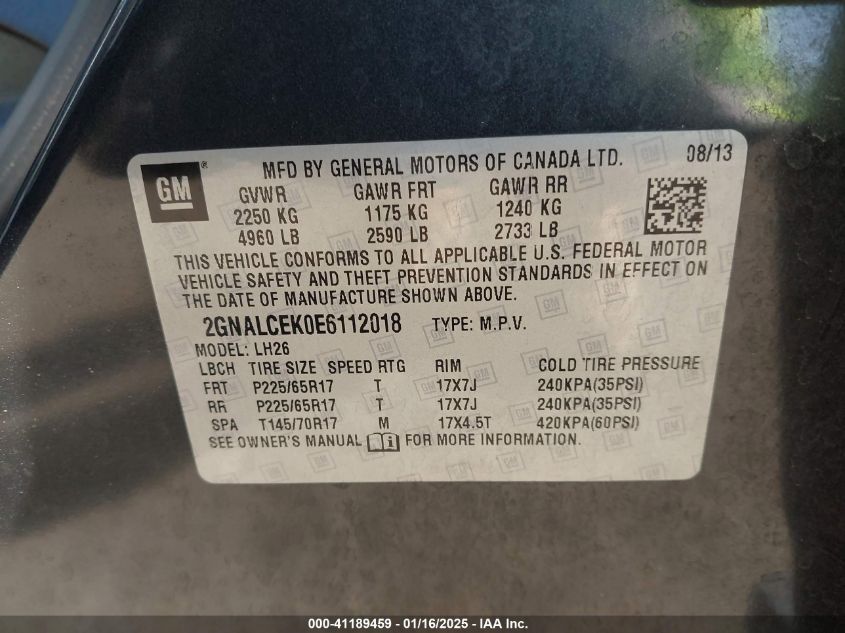 GM ® MFD BY GENERAL MOTORS OF CANADA LTD. 08/13
GVWR GAWR FRT GAWR RR
2250 KG 1175 KG 1240 KG
4960 LB 2590 LB 2733 LB
THIS VEHICLE CONFORMS TO ALL APPLICABLE U.S. FEDERAL MOTOR
VEHICLE SAFETY AND THEFT PREVENTION STANDARDS IN EFFECT ON
THE DATE OF MANUFACTURE SHOWN ABOVE.
2GNALCEK0E6112018 TYPE: M.P.V.
MODEL: LH26
LBCH TIRE SIZE SPEED RTG RIM COLD TIRE PRESSURE
FRT P225/65R17 T 17X7J 240KPA(35PSI)
RR P225/65R17 T 17X7J 240KPA(35PSI)
SPA T145/70R17 M 17X4.5T 420KPA(60PSI)
SEE OWNER'S MANUAL FOR MORE INFORMATION.
000-41189459 - 01/16/2025 - IAA Inc.